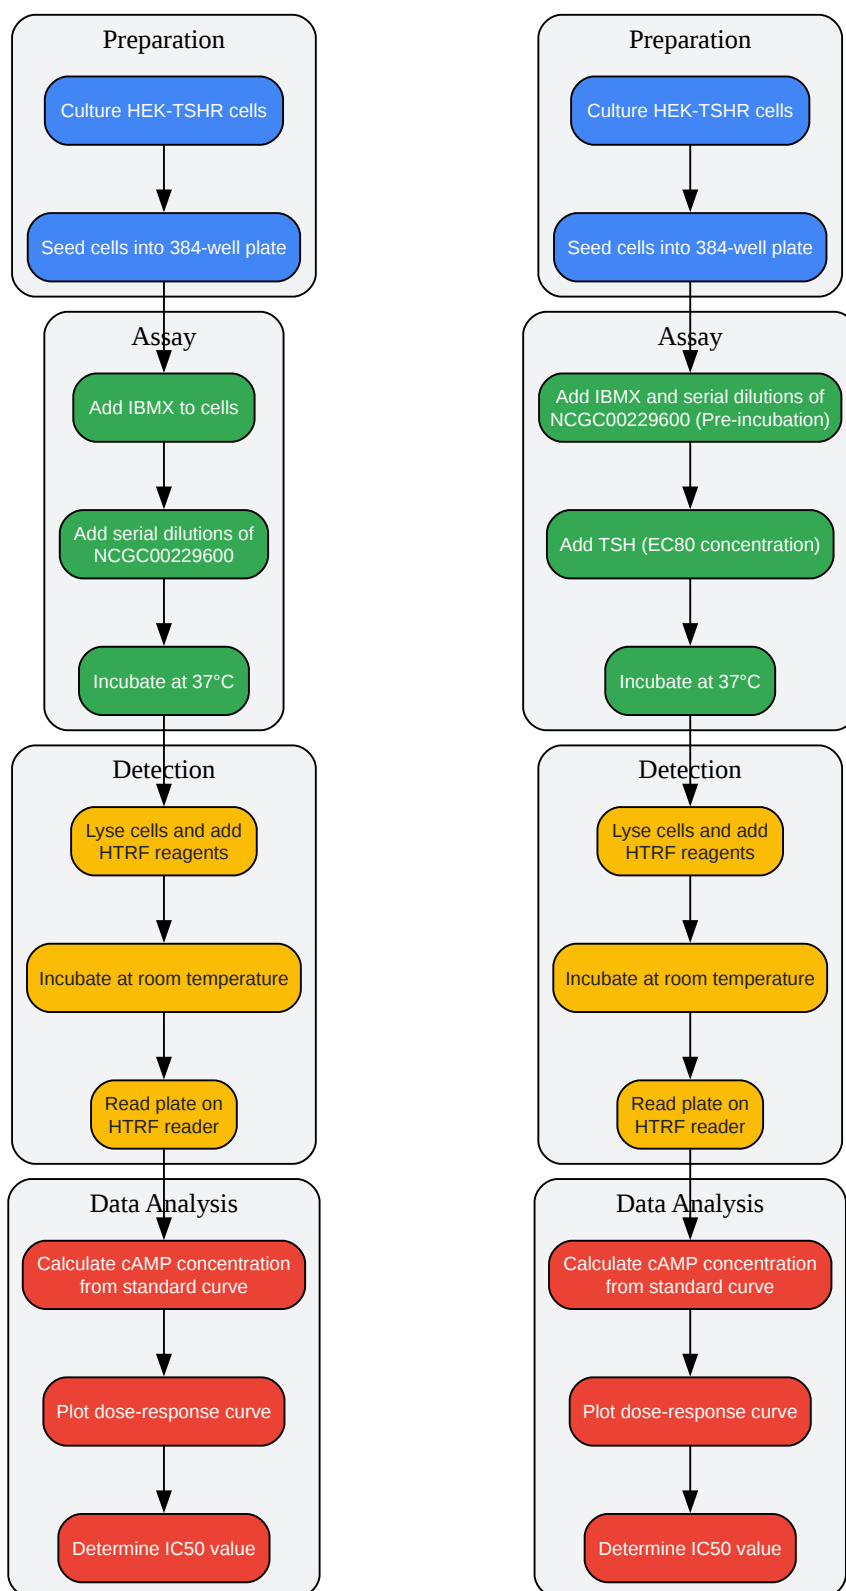 Preparation
Culture HEK-TSHR cells
Seed cells into 384-well plate
Assay
Add IBMX to cells
Add serial dilutions of
NCGC00229600
Incubate at 37°C
Detection
Lyse cells and add
HTRF reagents
Incubate at room temperature
Read plate on
HTRF reader
Data Analysis
Calculate cAMP concentration
from standard curve
Plot dose-response curve
Determine IC50 value
Preparation
Culture HEK-TSHR cells
Seed cells into 384-well plate
Assay
Add IBMX and serial dilutions of
NCGC00229600 (Pre-incubation)
Add TSH (EC80 concentration)
Incubate at 37°C
Detection
Lyse cells and add
HTRF reagents
Incubate at room temperature
Read plate on
HTRF reader
Data Analysis
Calculate cAMP concentration
from standard curve
Plot dose-response curve
Determine IC50 value